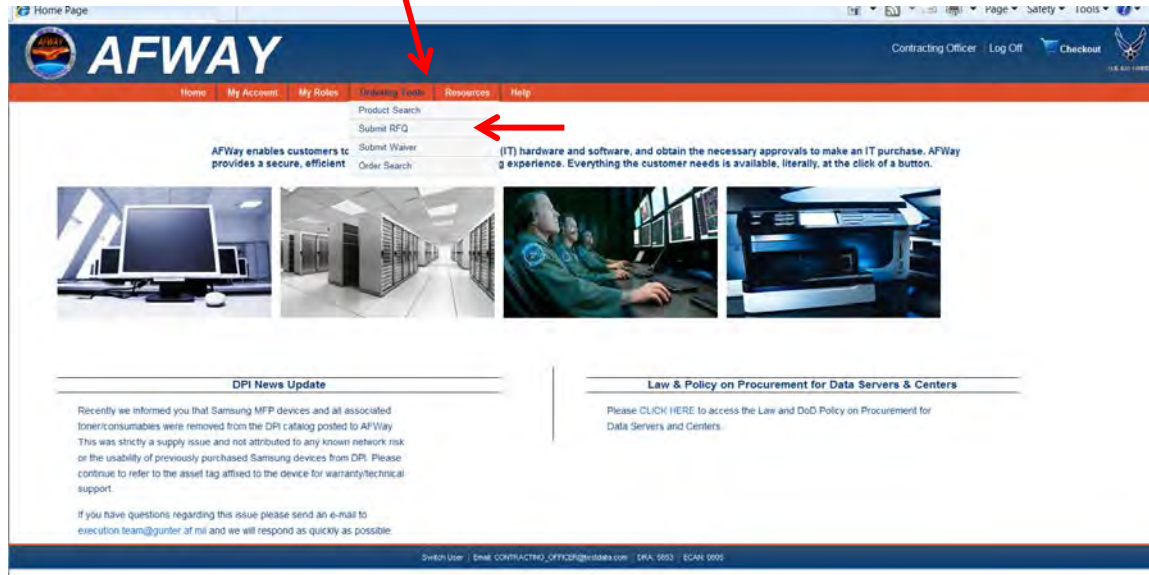 Home Page
Page Safety Tools
AFWAY
Contracting Officer Log Off Checkout
Home My Account My Roles Ordering Tools Resources Help
Product Search
Submit RFQ
Submit Waiver
Order Search
AFWay enables customers to (IT) hardware and software, and obtain the necessary approvals to make an IT purchase. AFWay
provides a secure, efficient g experience. Everything the customer needs is available, literally, at the click of a button.
DPI News Update
Recently we informed you that Samsung MFP devices and all associated
toner/consumables were removed from the DPI catalog posted to AFWay
This was strictly a supply issue and not attributed to any known network risk
or the usability of previously purchased Samsung devices from DPI. Please
continue to refer to the asset tag affixed to the device for warranty/technical
support.
If you have questions regarding this issue please send an e-mail to
execution.team@gunter.af.mil and we will respond as quickly as possible.
Law & Policy on Procurement for Data Servers & Centers
Please CLICK HERE to access the Law and DoD Policy on Procurement for
Data Servers and Centers.
Switch User | Email: CONTRACTING_OFFICER@testdata.com | DRA: 5853 | ECAN: 0805